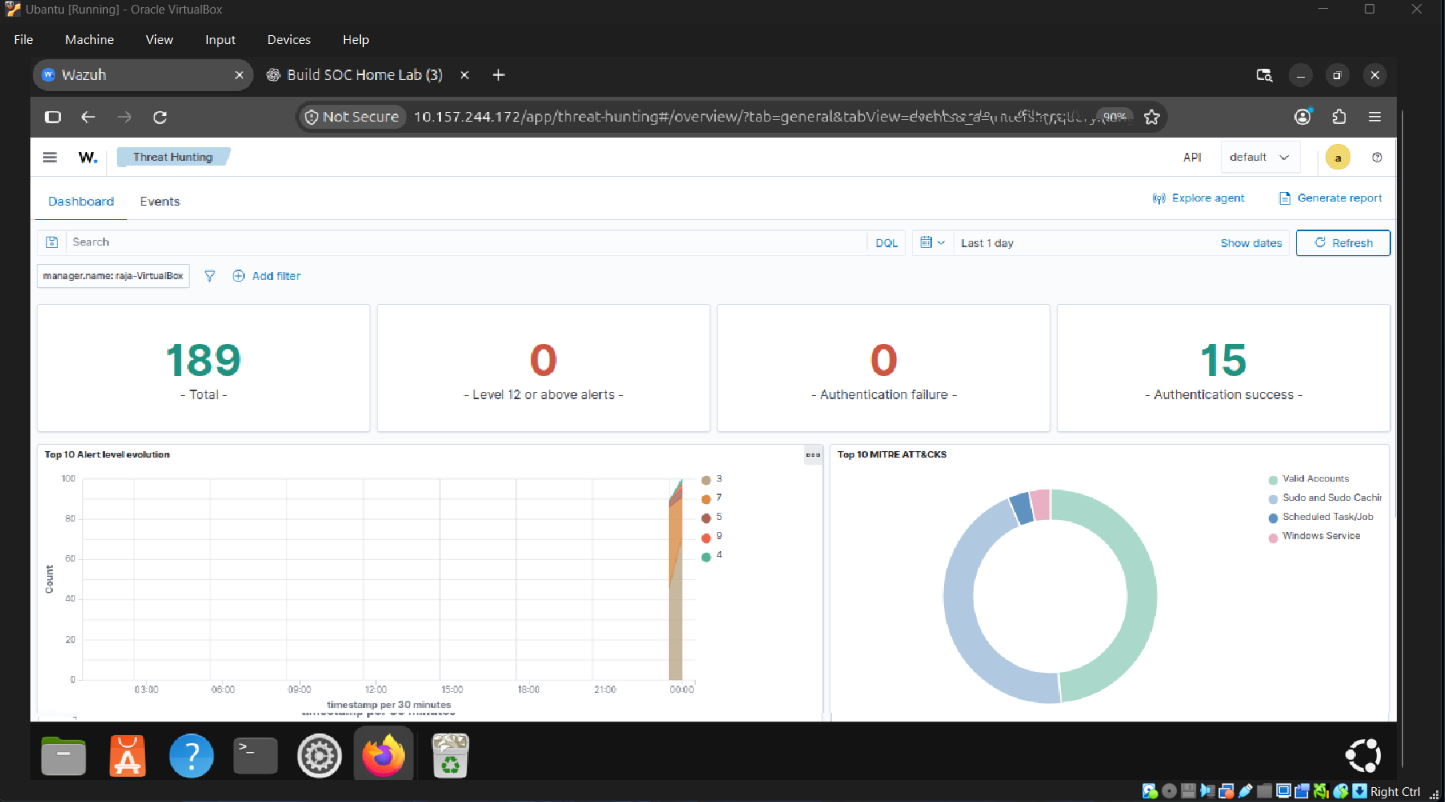 Ubantu [Running] - Oracle VirtualBox
File Machine View Input Devices Help
Wazuh
Build SOC Home Lab (3)
Not Secure 10.157.244.172/app/threat-hunting#/overview/?tab=general&tabView= 90%
W. Threat Hunting API default a
Dashboard Events Explore agent Generate report
Search DQL Last 1 day Show dates Refresh
manager.name: raja-VirtualBox Add filter
189 0 0 15
- Total - - Level 12 or above alerts - - Authentication failure - - Authentication success -
Top 10 Alert level evolution
100
80
60
40
20
0
Count
03:00 06:00 09:00 12:00 15:00 18:00 21:00 00:00
timestamp per 30 minutes
timestamp per 30 minutes
3
7
5
9
4
Top 10 MITRE ATT&CKS
Valid Accounts
Sudo and Sudo Cachin
Scheduled Task/Job
Windows Service
Right Ctrl